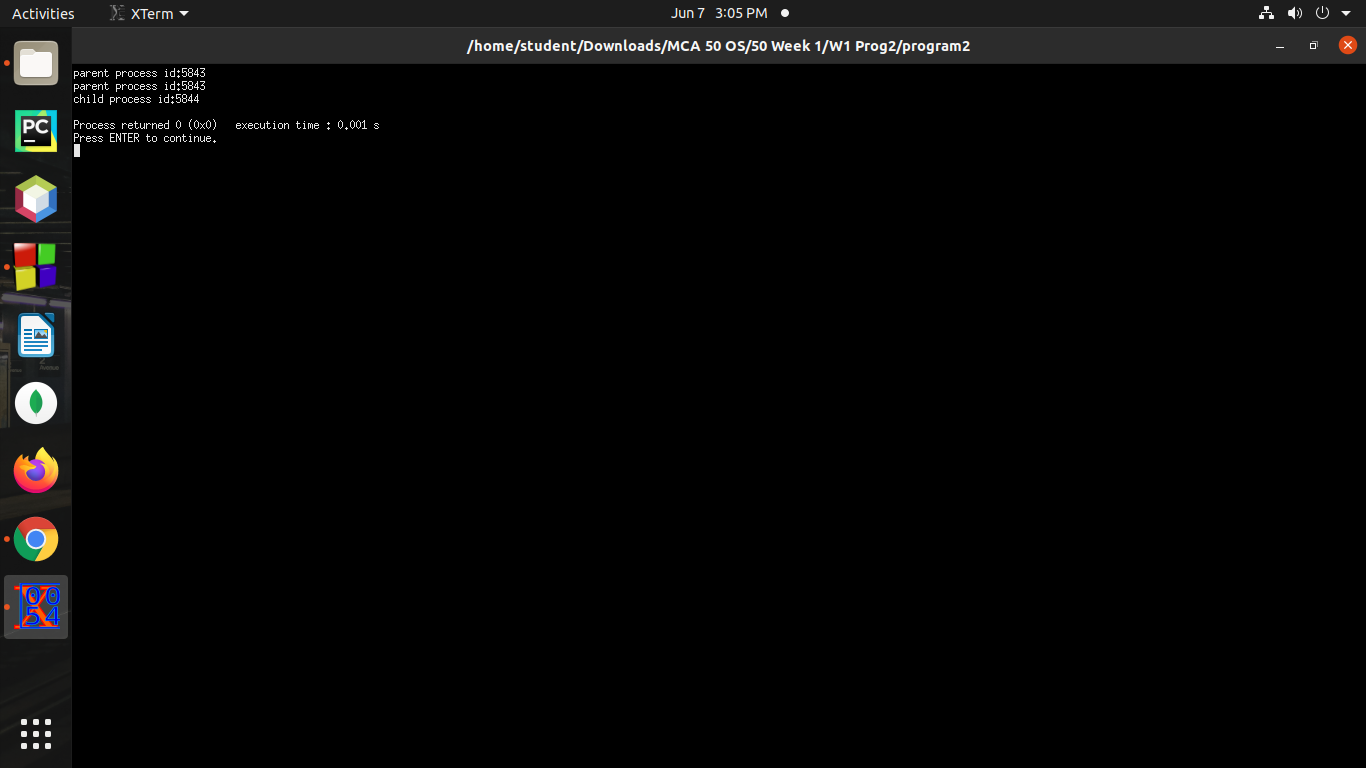 Activities XTerm Jun 7 3:05 PM
/home/student/Downloads/MCA 50 OS/50 Week 1/W1 Prog2/program2
parent process id:5843
parent process id:5843
child process id:5844
Process returned 0 (0x0) execution time : 0.001 s
Press ENTER to continue.
PC
00
54